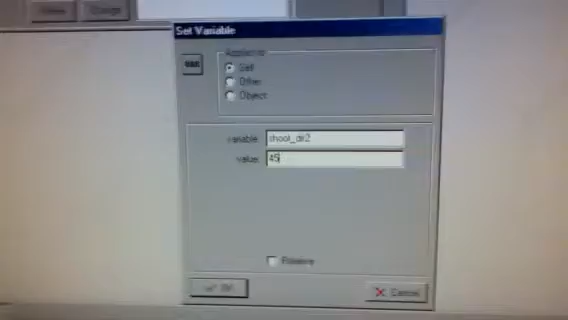 Set Variable
Applies to
Self
Other
Object
variable: shoot_dir2
value: 45
Relative
OK
Cancel